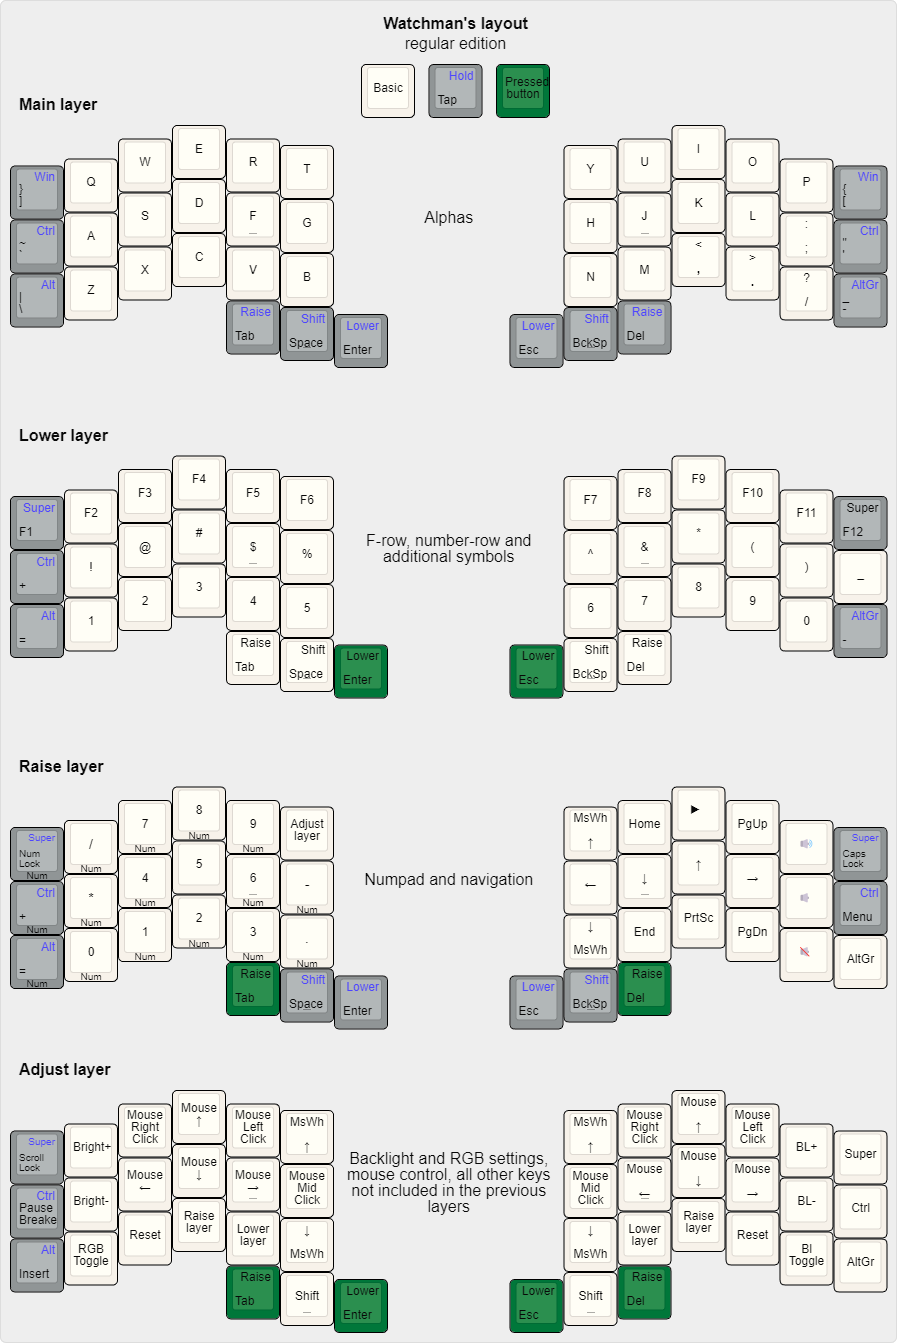 Watchman's layout
regular edition
Basic
Hold
Tap
Pressed
button
Main layer
Win
}
]
Q
W
E
R
T
Y
U
I
O
P
Win
{
[
Ctrl
~
`
A
S
D
F
_
G
Alphas
H
J
_
K
L
:
;
Ctrl
"
'
Alt
|
\
Z
X
C
V
B
N
M
<
,
>
.
?
/
AltGr
_
-
Raise
Tab
Shift
Space
Lower
Enter
Lower
Esc
Shift
BckSp
Raise
Del
Lower layer
Super
F1
F2
F3
F4
F5
F6
F7
F8
F9
F10
F11
Super
F12
Ctrl
+
!
@
#
$
_
%
F-row, number-row and
additional symbols
^
&
_
*
(
)
_
Alt
=
1
2
3
4
5
6
7
8
9
0
AltGr
-
Raise
Tab
Shift
Space
Lower
Enter
Lower
Esc
Shift
BckSp
Raise
Del
Raise layer
Super
Num
Lock
Num
/
Num
7
Num
8
Num
9
Num
Adjust
layer
MsWh
↑
Home
►
PgUp
Super
Caps
Lock
Ctrl
+
Num
*
Num
4
Num
5
6
_
Num
-
Num
Numpad and navigation
←
↓
_
↑
→
Ctrl
Menu
Alt
=
Num
0
Num
1
Num
2
Num
3
Num
.
Num
↓
MsWh
End
PrtSc
PgDn
AltGr
Raise
Tab
Shift
Space
Lower
Enter
Lower
Esc
Shift
BckSp
Raise
Del
Adjust layer
Super
Scroll
Lock
Bright+
Mouse
Right
Click
Mouse
↑
Mouse
Left
Click
MsWh
↑
MsWh
↑
Mouse
Right
Click
Mouse
↑
Mouse
Left
Click
BL+
Super
Ctrl
Pause
Breake
Bright-
Mouse
←
Mouse
↓
Mouse
→
_
Mouse
Mid
Click
Backlight and RGB settings,
mouse control, all other keys
not included in the previous
layers
Mouse
Mid
Click
Mouse
←
_
Mouse
↓
Mouse
→
BL-
Ctrl
Alt
Insert
RGB
Toggle
Reset
Raise
layer
Lower
layer
↓
MsWh
↓
MsWh
Lower
layer
Raise
layer
Reset
Bl
Toggle
AltGr
Raise
Tab
Shift
_
Lower
Enter
Lower
Esc
Shift
_
Raise
Del